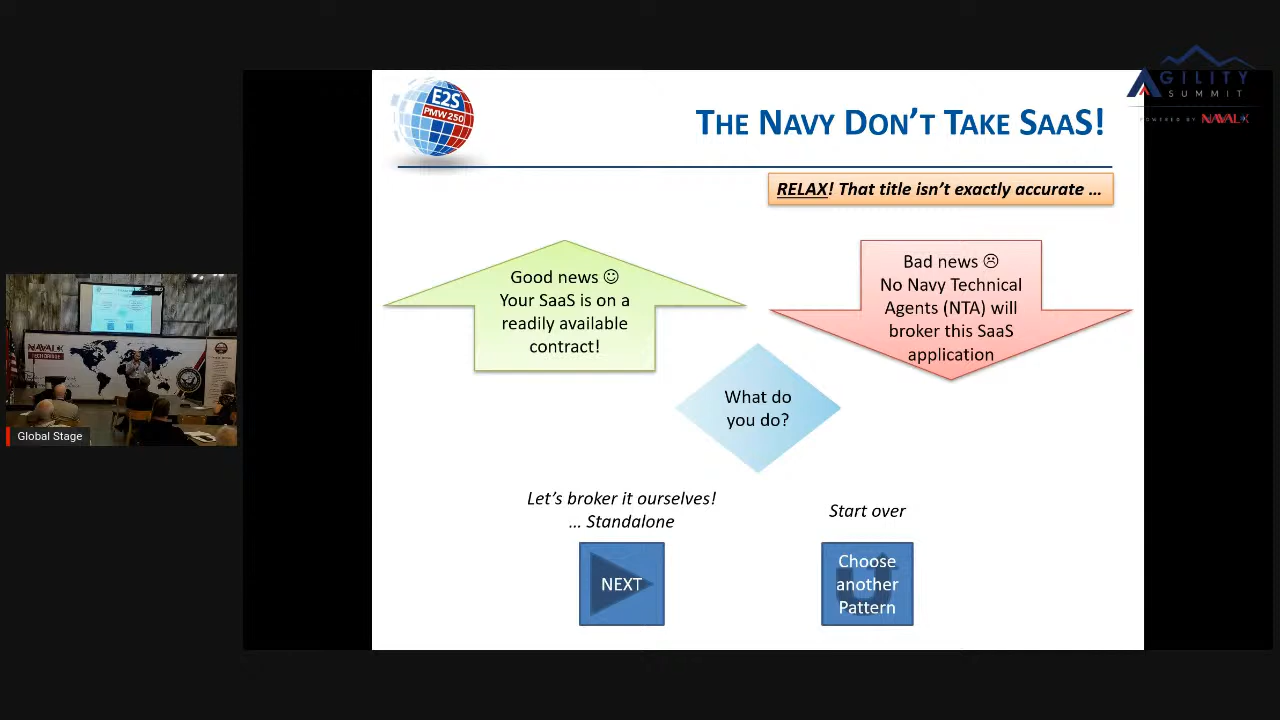 E2S
PMW 250
THE NAVY DON'T TAKE SAAS!
AGILITY
SUMMIT
POWERED BY NAVALX
RELAX! That title isn't exactly accurate ...
Good news ☺
Your SaaS is on a
readily available
contract!
Bad news ☹
No Navy Technical
Agents (NTA) will
broker this SaaS
application
What do
you do?
Let's broker it ourselves!
... Standalone
NEXT
Start over
Choose
another
Pattern
NAVALX
TECH BRIDGE
Global Stage